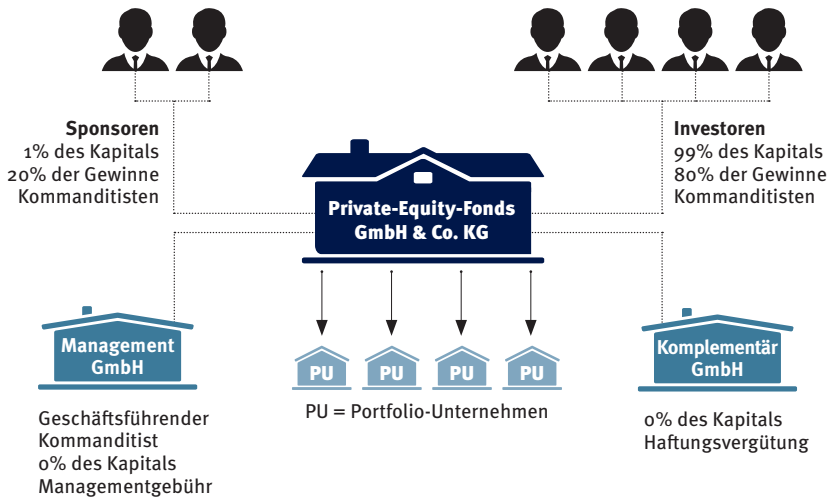 Sponsoren
1% des Kapitals
20% der Gewinne
Kommanditisten
Investoren
99% des Kapitals
80% der Gewinne
Kommanditisten
Private-Equity-Fonds
GmbH & Co. KG
Management
GmbH
Geschäftsführender
Kommanditist
0% des Kapitals
Managementgebühr
PU PU PU PU
PU = Portfolio-Unternehmen
Komplementär
GmbH
0% des Kapitals
Haftungsvergütung